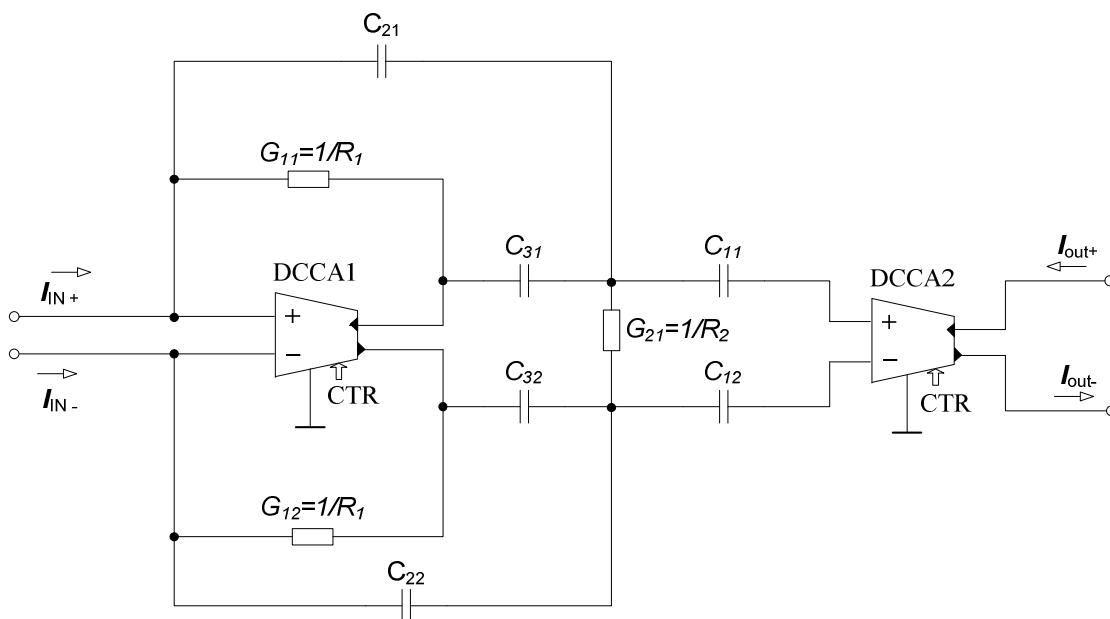 C21
G11=1/R1
C31
C11
DCCA1
DCCA2
IIN +
Iout+
+
−
+
−
G21=1/R2
IIN -
CTR
C32
C12
CTR
Iout-
G12=1/R1
C22